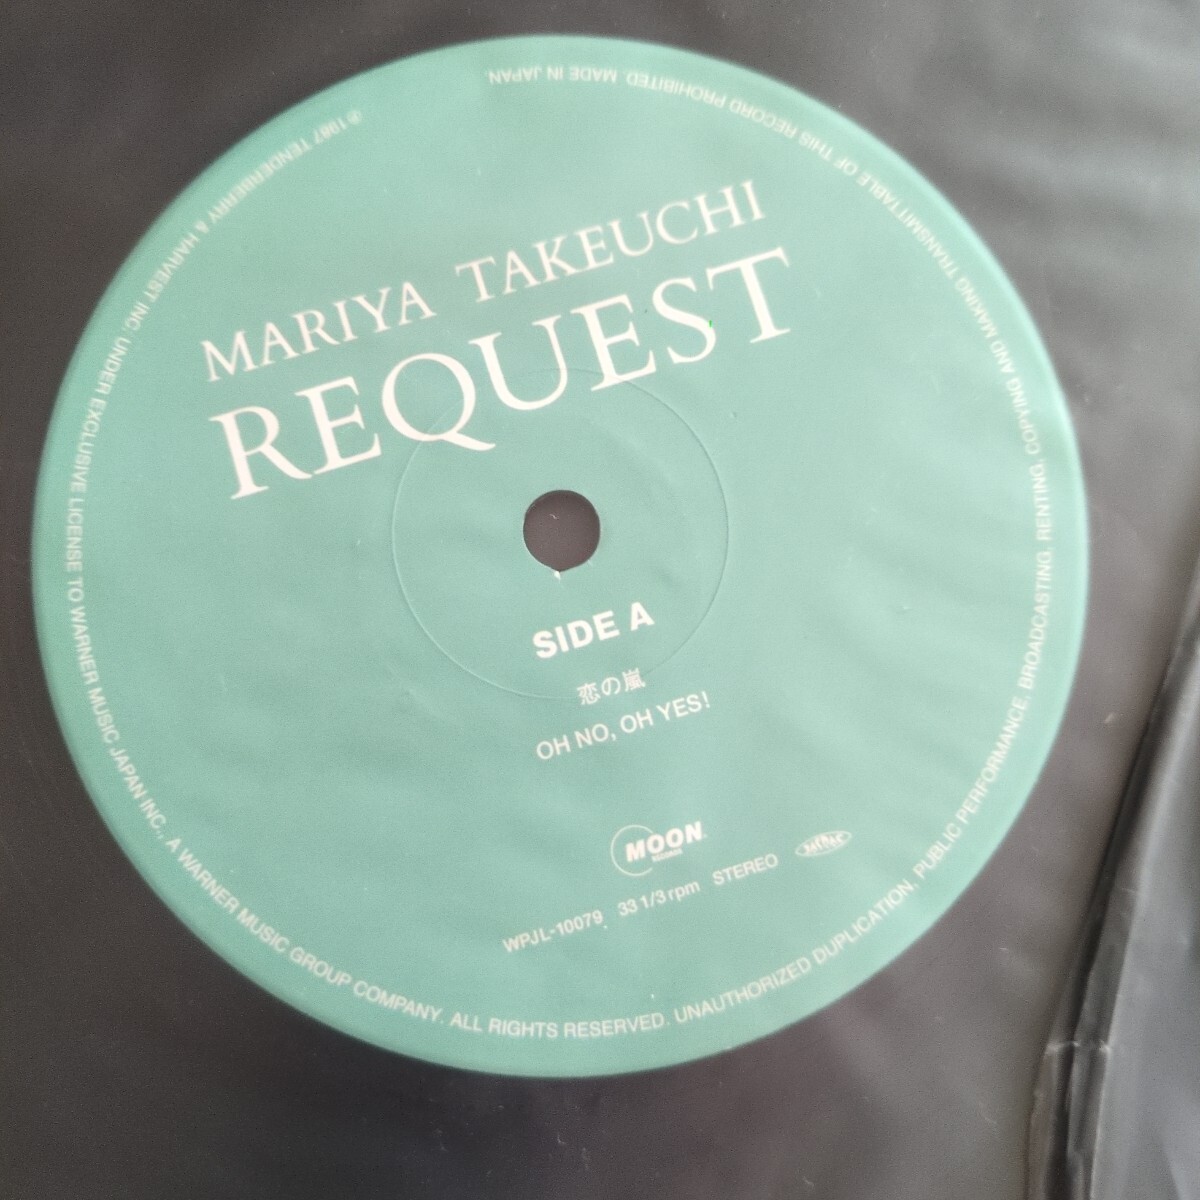 MARIYA TAKEUCHI
REQUEST
SIDE A
恋の嵐
OH NO, OH YES!
MOON
RECORDS
WPJL-10079 33 1/3 rpm STEREO
℗1987 TENDERBERRY & HARVEST INC. UNDER EXCLUSIVE LICENSE TO WARNER MUSIC JAPAN INC., A WARNER MUSIC GROUP COMPANY. ALL RIGHTS RESERVED. UNAUTHORIZED DUPLICATION, PUBLIC PERFORMANCE, BROADCASTING, RENTING, COPYING AND MAKING TRANSMITTABLE OF THIS RECORD PROHIBITED. MADE IN JAPAN.